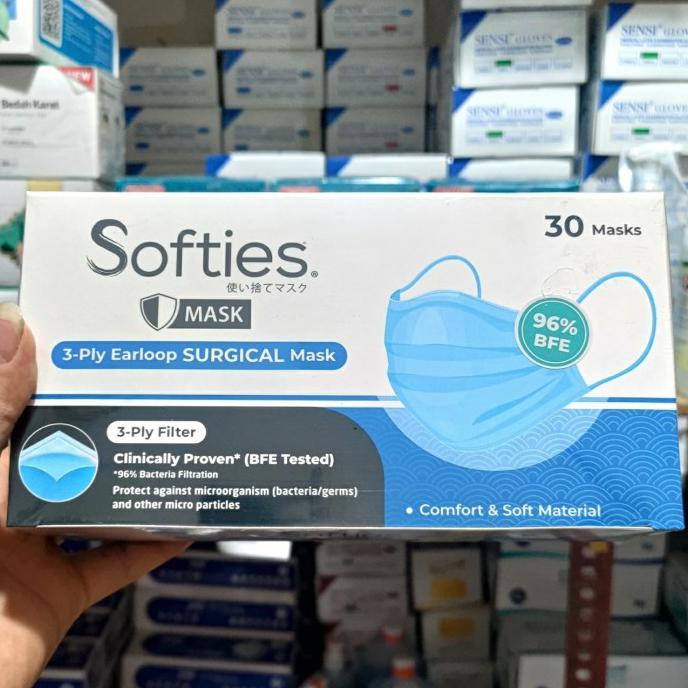 SENSI GLOVES
SENSI GLOVES
SENSI GLOVES
SENSI GLOVES
Bedah Karet
Softies®
使い捨てマスク
MASK
3-Ply Earloop SURGICAL Mask
30 Masks
96%
BFE
3-Ply Filter
Clinically Proven* (BFE Tested)
*96% Bacteria Filtration
Protect against microorganism (bacteria/germs)
and other micro particles
• Comfort & Soft Material